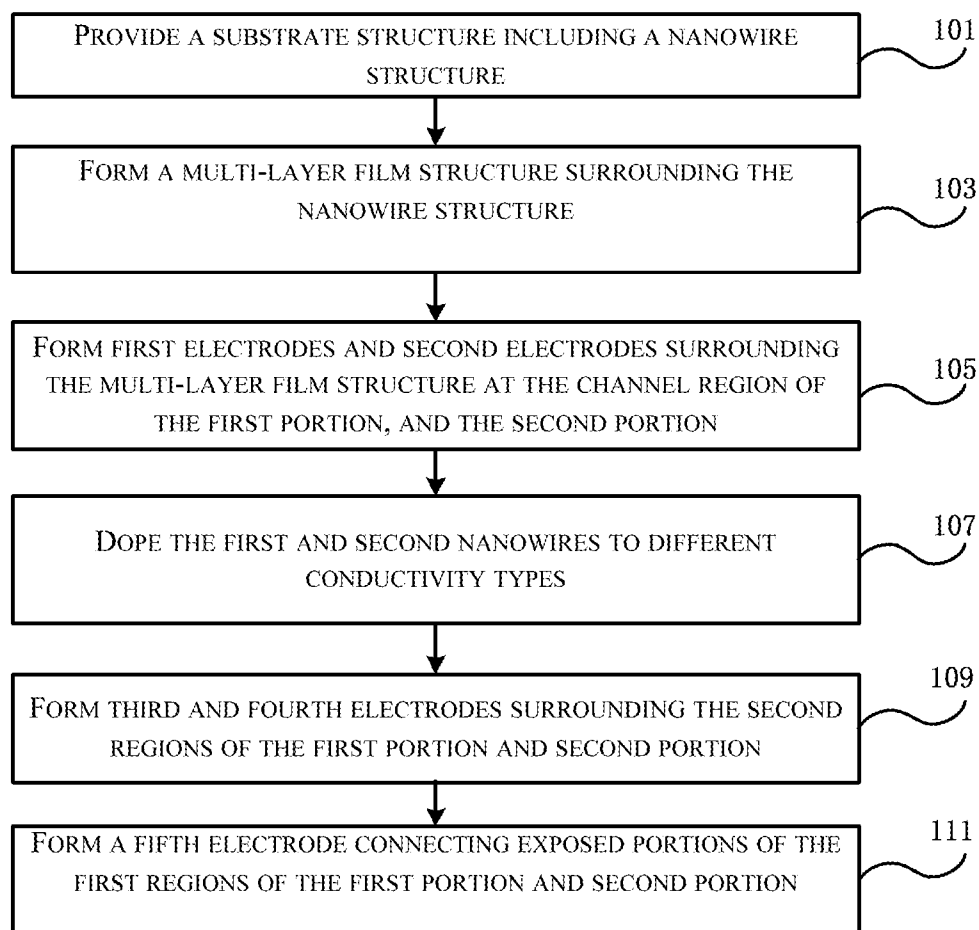 PROVIDE A SUBSTRATE STRUCTURE INCLUDING A NANOWIRE
STRUCTURE
101
FORM A MULTI-LAYER FILM STRUCTURE SURROUNDING THE
NANOWIRE STRUCTURE
103
FORM FIRST ELECTRODES AND SECOND ELECTRODES SURROUNDING
THE MULTI-LAYER FILM STRUCTURE AT THE CHANNEL REGION OF
THE FIRST PORTION, AND THE SECOND PORTION
105
DOPE THE FIRST AND SECOND NANOWIRES TO DIFFERENT
CONDUCTIVITY TYPES
107
FORM THIRD AND FOURTH ELECTRODES SURROUNDING THE SECOND
REGIONS OF THE FIRST PORTION AND SECOND PORTION
109
FORM A FIFTH ELECTRODE CONNECTING EXPOSED PORTIONS OF THE
FIRST REGIONS OF THE FIRST PORTION AND SECOND PORTION
111